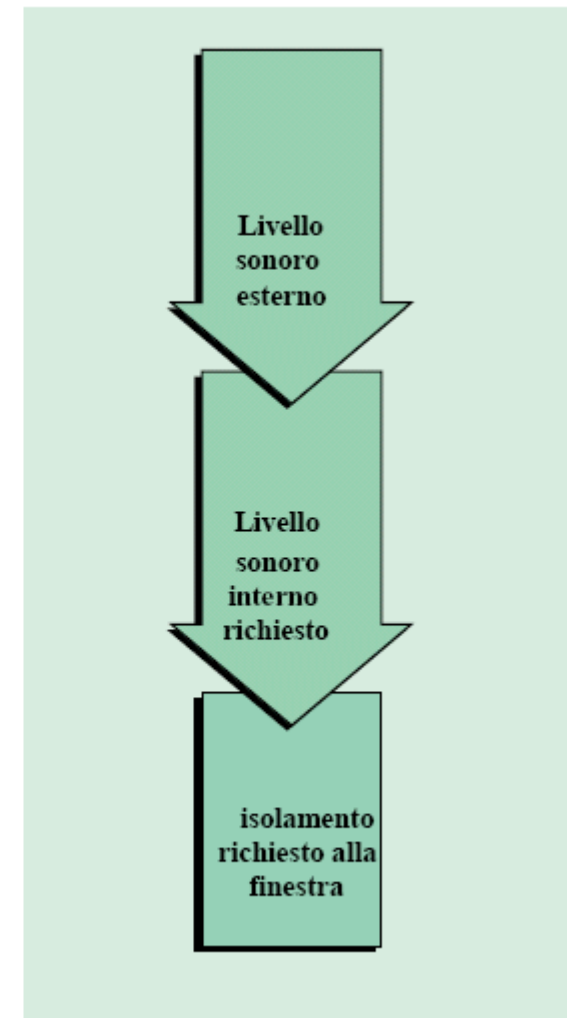 Livello
sonoro
esterno
Livello
sonoro
interno
richiesto
isolamento
richiesto alla
finestra